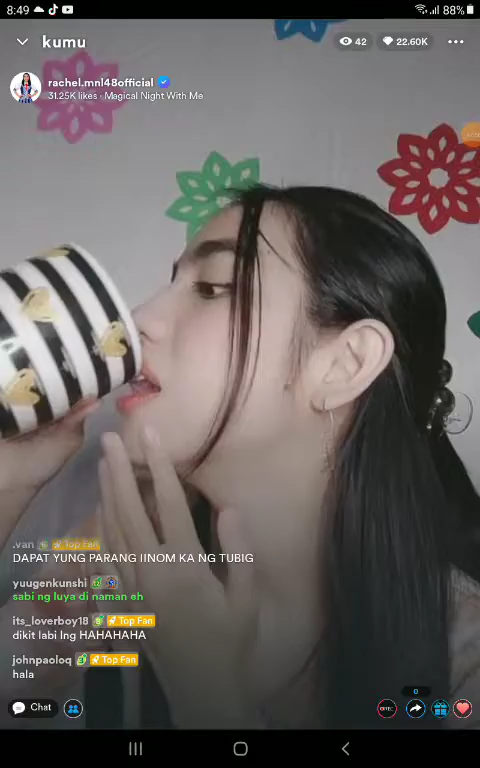 8:49
88%
kumu
42
22.60K
rachel.mnl48official
31.25K likes · Magical Night With Me
.van Top Fan
DAPAT YUNG PARANG IINOM KA NG TUBIG
yuugenkunshi
sabi ng luya di naman eh
its_loverboy18 Top Fan
dikit labi lng HAHAHAHA
johnpaoloq Top Fan
hala
0
Chat